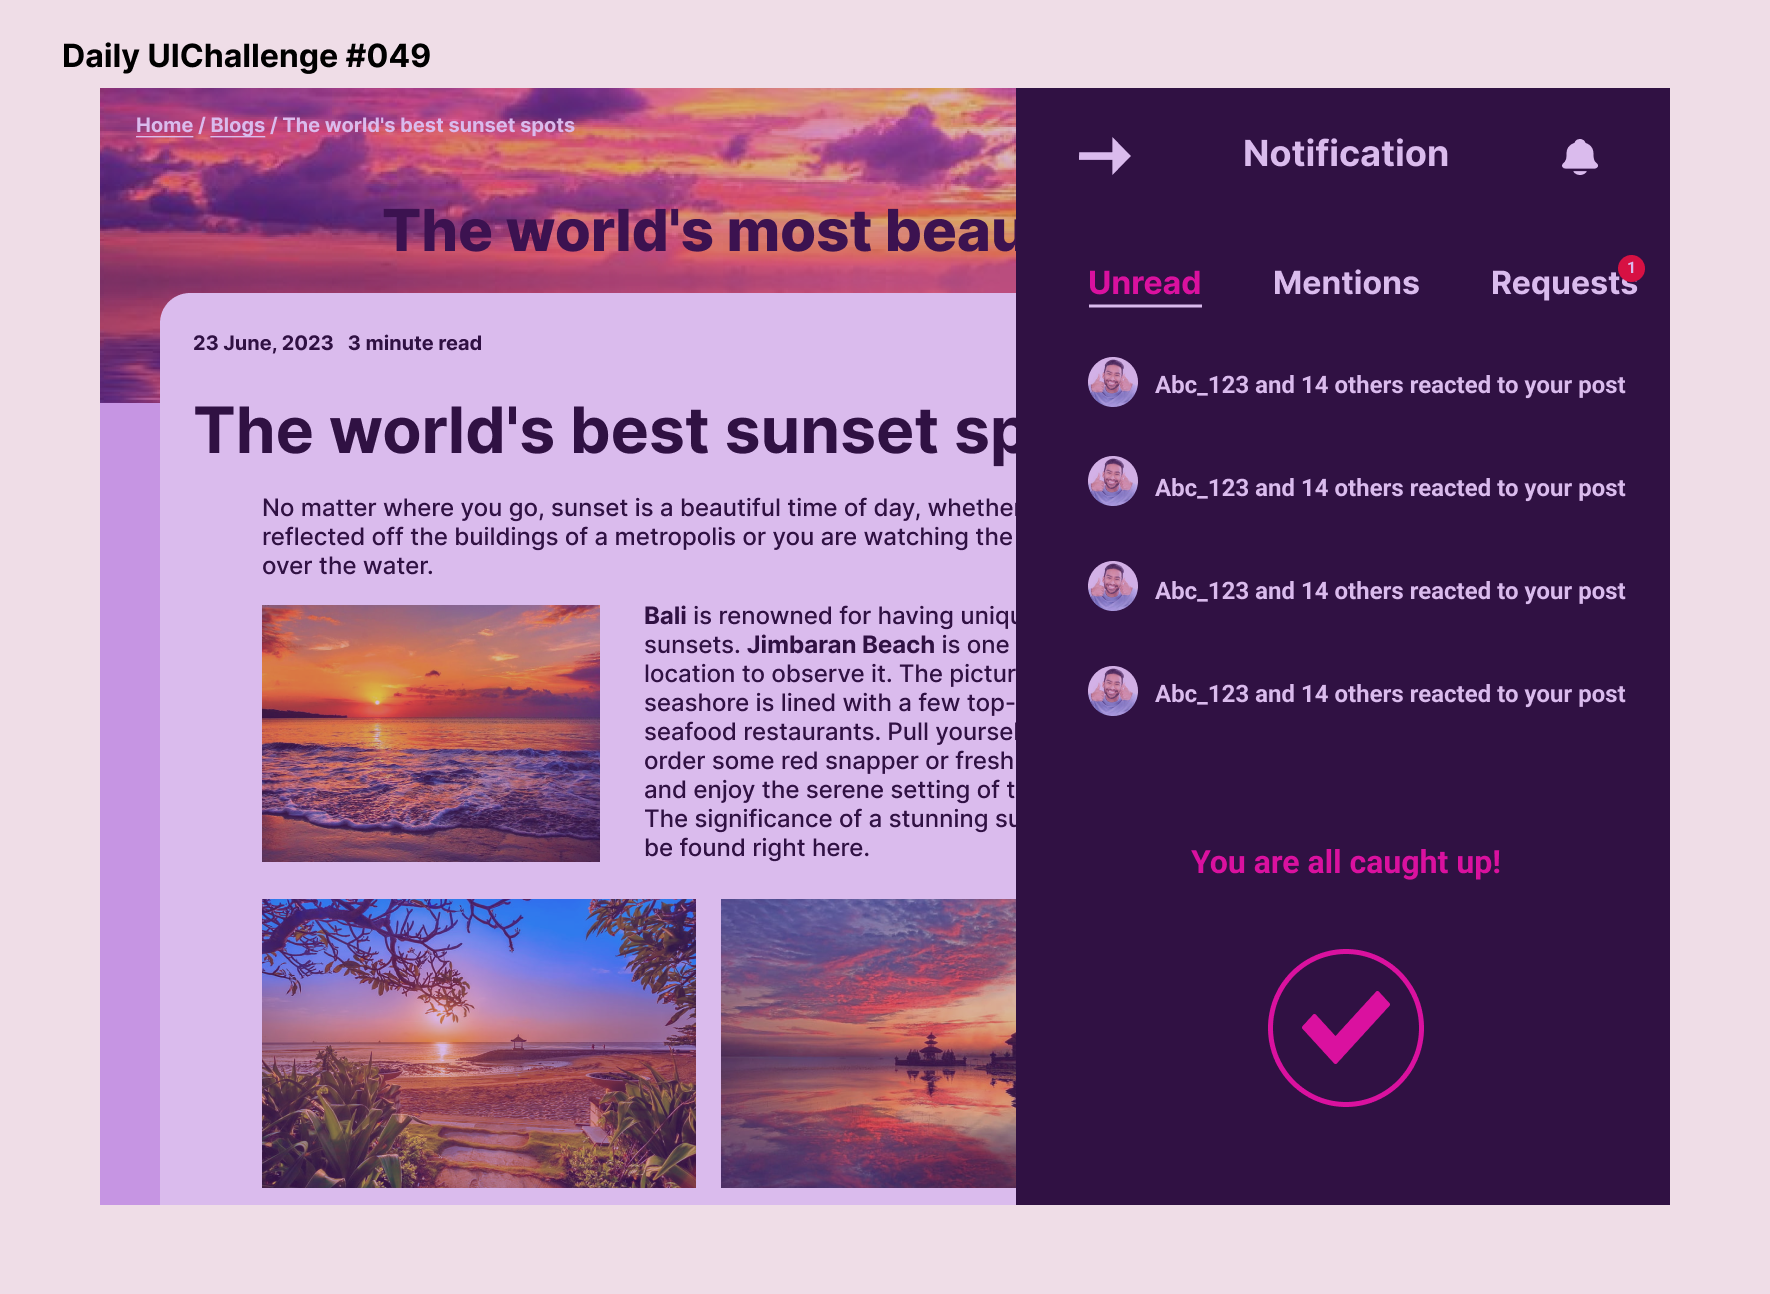 Daily UIChallenge #049
Home / Blogs / The world's best sunset spots
The world's most beau
23 June, 2023 3 minute read
The world's best sunset sp
No matter where you go, sunset is a beautiful time of day, whether
reflected off the buildings of a metropolis or you are watching the
over the water.
Bali is renowned for having uniqu
sunsets. Jimbaran Beach is one
location to observe it. The pictur
seashore is lined with a few top-
seafood restaurants. Pull yoursel
order some red snapper or fresh
and enjoy the serene setting of t
The significance of a stunning su
be found right here.
Notification
Unread Mentions Requests 1
Abc_123 and 14 others reacted to your post
Abc_123 and 14 others reacted to your post
Abc_123 and 14 others reacted to your post
Abc_123 and 14 others reacted to your post
You are all caught up!